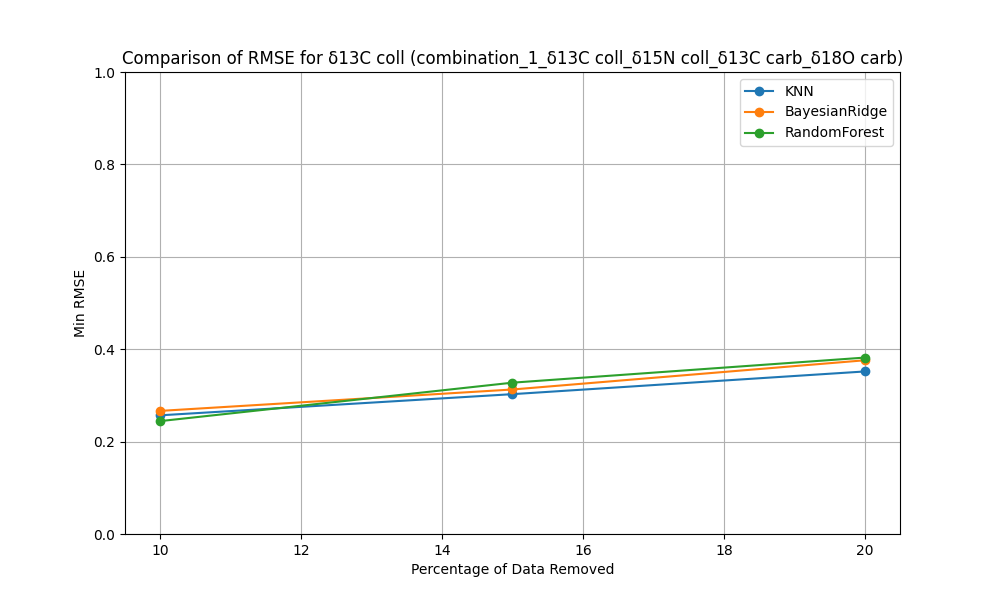 Comparison of RMSE for δ13C coll (combination_1_δ13C coll_δ15N coll_δ13C carb_δ18O carb)
KNN
BayesianRidge
RandomForest
Min RMSE
1.0
0.8
0.6
0.4
0.2
0.0
10 12 14 16 18 20
Percentage of Data Removed